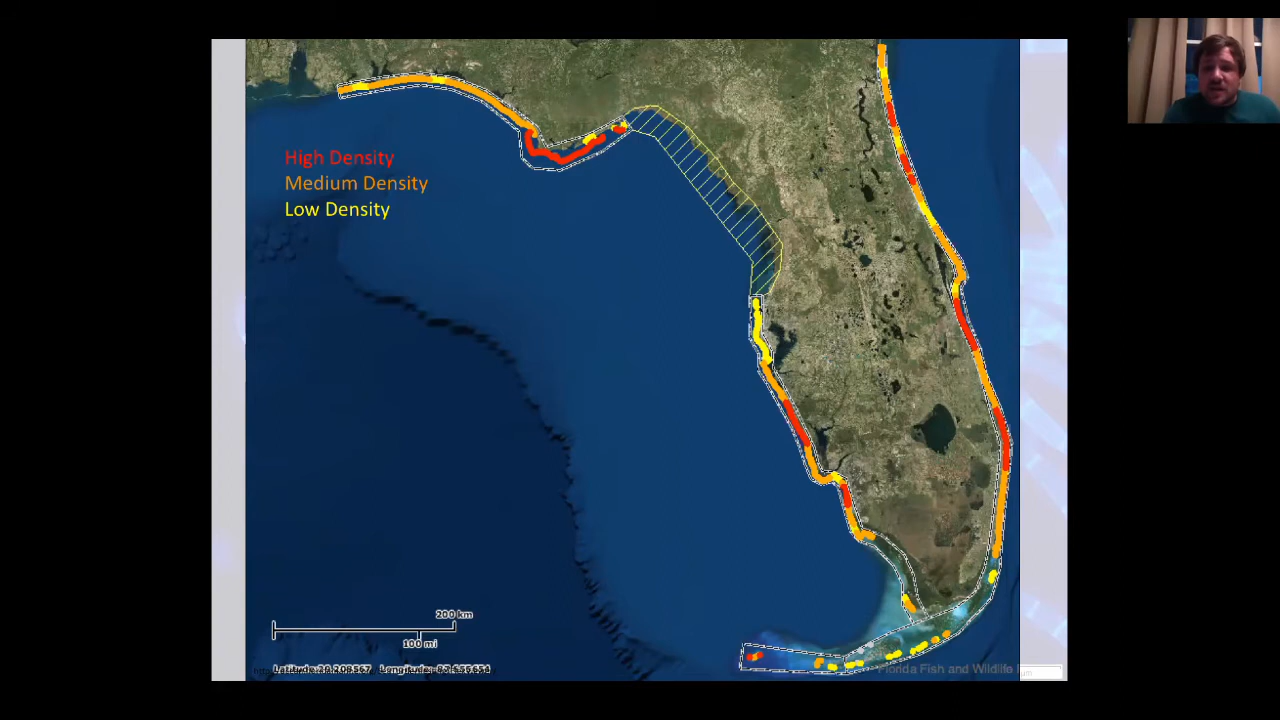 High Density
Medium Density
Low Density
200 km
100 mi
Florida Fish and Wildlife